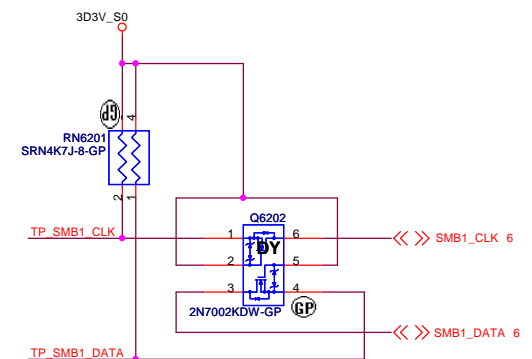 3D3V_S0
GP
3 4
RN6201
SRN4K7J-8-GP
2 1
TP_SMB1_CLK
Q6202
1 6
DY
SMB1_CLK 6
2 5
3 4
2N7002KDW-GP
GP
SMB1_DATA 6
TP_SMB1_DATA